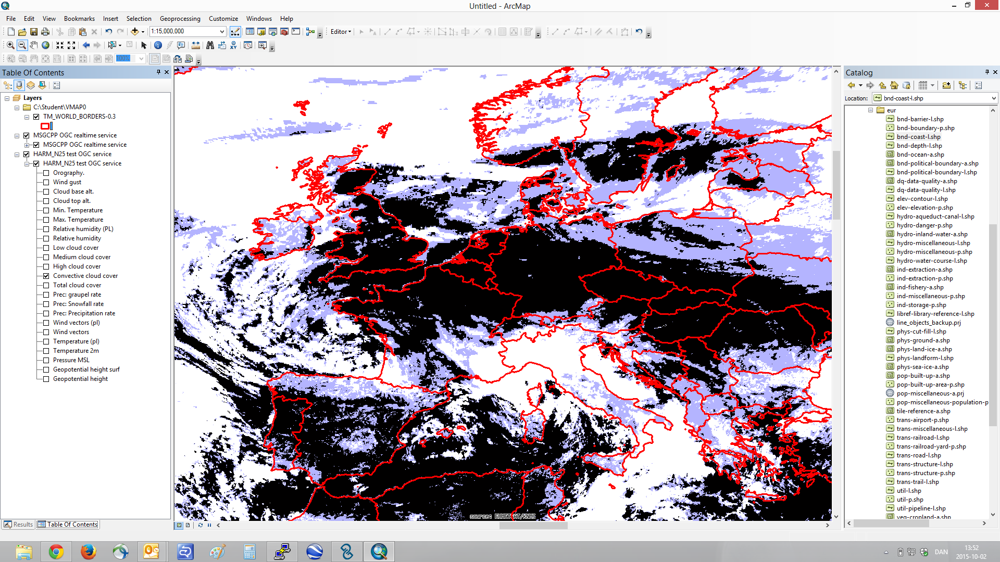 Untitled - ArcMap
File Edit View Bookmarks Insert Selection Geoprocessing Customize Windows Help
1:15,000,000
Editor
100%
Table Of Contents
Layers
C:\Student\VMAP0
TM_WORLD_BORDERS-0.3
MSGCPP OGC realtime service
MSGCPP OGC realtime service
HARM_N25 test OGC service
HARM_N25 test OGC service
Orography.
Wind gust
Cloud base alt.
Cloud top alt.
Min. Temperature
Max. Temperature
Relative humidity (PL)
Relative humidity
Low cloud cover
Medium cloud cover
High cloud cover
Convective cloud cover
Total cloud cover
Prec: graupel rate
Prec: Snowfall rate
Prec: Precipitation rate
Wind vectors (pl)
Wind vectors
Temperature (pl)
Temperature 2m
Pressure MSL
Geopotential height surf
Geopotential height
Results
Table Of Contents
source: EUMETSAT/KNMI
Catalog
Location: bnd-coast-l.shp
eur
bnd-barrier-l.shp
bnd-boundary-p.shp
bnd-coast-l.shp
bnd-depth-l.shp
bnd-ocean-a.shp
bnd-political-boundary-a.shp
bnd-political-boundary-l.shp
dq-data-quality-a.shp
dq-data-quality-l.shp
elev-contour-l.shp
elev-elevation-p.shp
hydro-aqueduct-canal-l.shp
hydro-danger-p.shp
hydro-inland-water-a.shp
hydro-miscellaneous-l.shp
hydro-miscellaneous-p.shp
hydro-water-course-l.shp
ind-extraction-a.shp
ind-extraction-p.shp
ind-fishery-a.shp
ind-miscellaneous-p.shp
ind-storage-p.shp
libref-library-reference-l.shp
line_objects_backup.prj
phys-cut-fill-l.shp
phys-ground-a.shp
phys-land-ice-a.shp
phys-landform-l.shp
phys-sea-ice-a.shp
pop-built-up-a.shp
pop-built-up-area-p.shp
pop-miscellaneous-a.prj
pop-miscellaneous-population-p
tile-reference-a.shp
trans-airport-p.shp
trans-miscellaneous-l.shp
trans-railroad-l.shp
trans-railroad-yard-p.shp
trans-road-l.shp
trans-structure-l.shp
trans-structure-p.shp
trans-trail-l.shp
util-l.shp
util-p.shp
util-pipeline-l.shp
veg-cropland-a.shp
DAN
13:52
2015-10-02